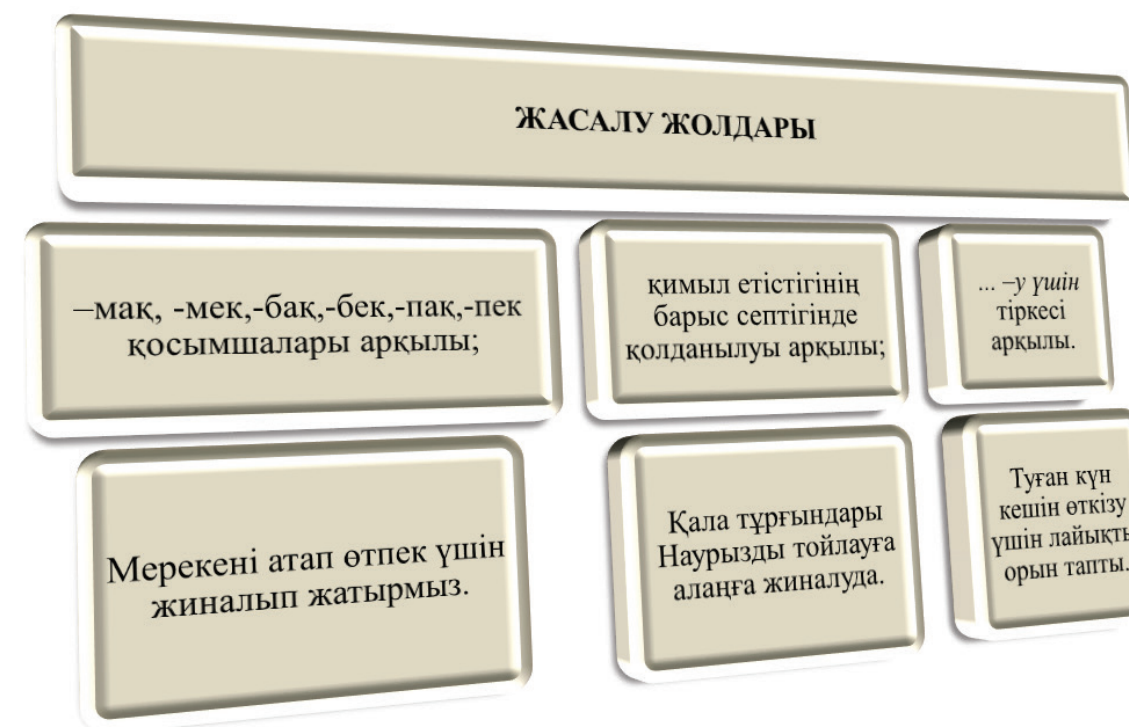 ЖАСАЛУ ЖОЛДАРЫ
–мақ, -мек,-бақ,-бек,-пақ,-пек
қосымшалары арқылы;
қимыл етістігінің
барыс септігінде
қолданылуы арқылы;
... –у үшін
тіркесі
арқылы.
Мерекені атап өтпек үшін
жиналып жатырмыз.
Қала тұрғындары
Наурызды тойлауға
алаңға жиналуда.
Туған күн
кешін өткізу
үшін лайықты
орын тапты.